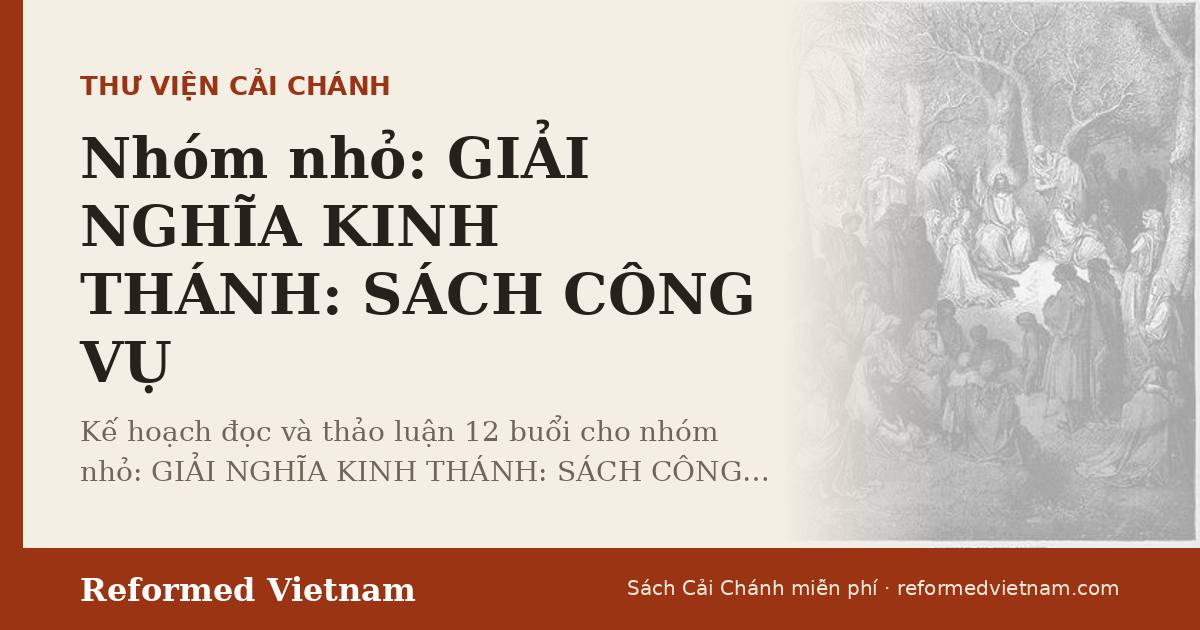 THƯ VIỆN CẢI CHÁNH
Nhóm nhỏ: GIẢI
NGHĨA KINH
THÁNH: SÁCH CÔNG
VỤ
Kế hoạch đọc và thảo luận 12 buổi cho nhóm
nhỏ: GIẢI NGHĨA KINH THÁNH: SÁCH CÔNG...
Reformed Vietnam
Sách Cải Chánh miễn phí · reformedvietnam.com